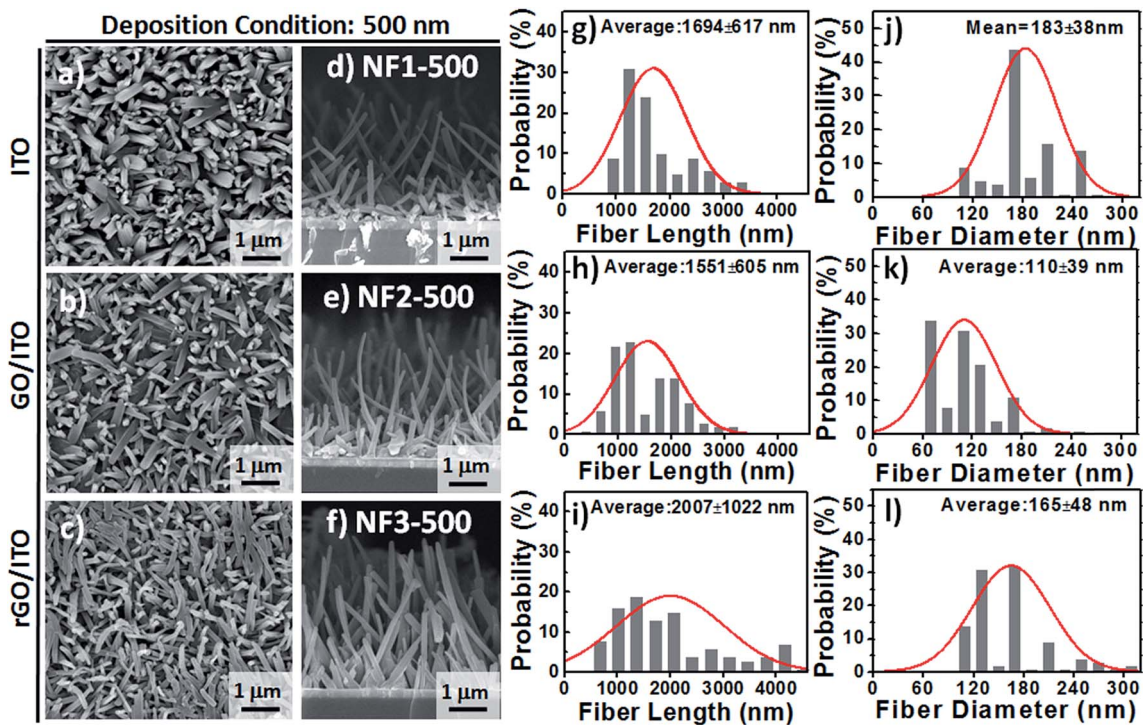 Deposition Condition: 500 nm
ITO
GO/ITO
rGO/ITO
a)
1 µm
d) NF1-500
1 µm
b)
1 µm
e) NF2-500
1 µm
c)
1 µm
f) NF3-500
1 µm
g)
Average:1694±617 nm
Probability (%)
40
30
20
10
0
0 1000 2000 3000 4000
Fiber Length (nm)
j)
Mean=183±38nm
Probability (%)
50
40
30
20
10
0
0 60 120 180 240 300
Fiber Diameter (nm)
h)
Average:1551±605 nm
Probability (%)
40
30
20
10
0
0 1000 2000 3000 4000
Fiber Length (nm)
k)
Average:110±39 nm
Probability (%)
50
40
30
20
10
0
0 60 120 180 240 300
Fiber Diameter (nm)
i)
Average:2007±1022 nm
Probability (%)
40
30
20
10
0
0 1000 2000 3000 4000
Fiber Length (nm)
l)
Average:165±48 nm
Probability (%)
50
40
30
20
10
0
0 60 120 180 240 300
Fiber Diameter (nm)